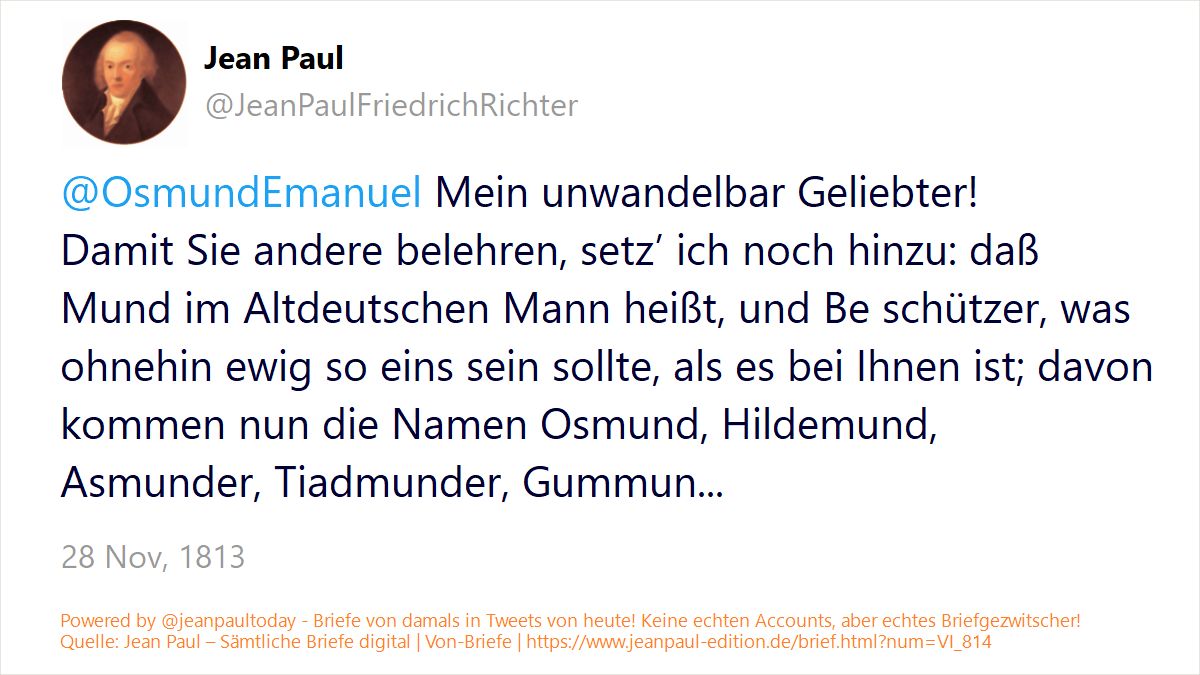 Jean Paul
@JeanPaulFriedrichRichter
@OsmundEmanuel Mein unwandelbar Geliebter!
Damit Sie andere belehren, setz’ ich noch hinzu: daß
Mund im Altdeutschen Mann heißt, und Be schützer, was
ohnehin ewig so eins sein sollte, als es bei Ihnen ist; davon
kommen nun die Namen Osmund, Hildemund,
Asmunder, Tiadmunder, Gummun...
28 Nov, 1813
Powered by @jeanpaultoday - Briefe von damals in Tweets von heute! Keine echten Accounts, aber echtes Briefgezwitscher!
Quelle: Jean Paul – Sämtliche Briefe digital | Von-Briefe | https://www.jeanpaul-edition.de/brief.html?num=VI_814